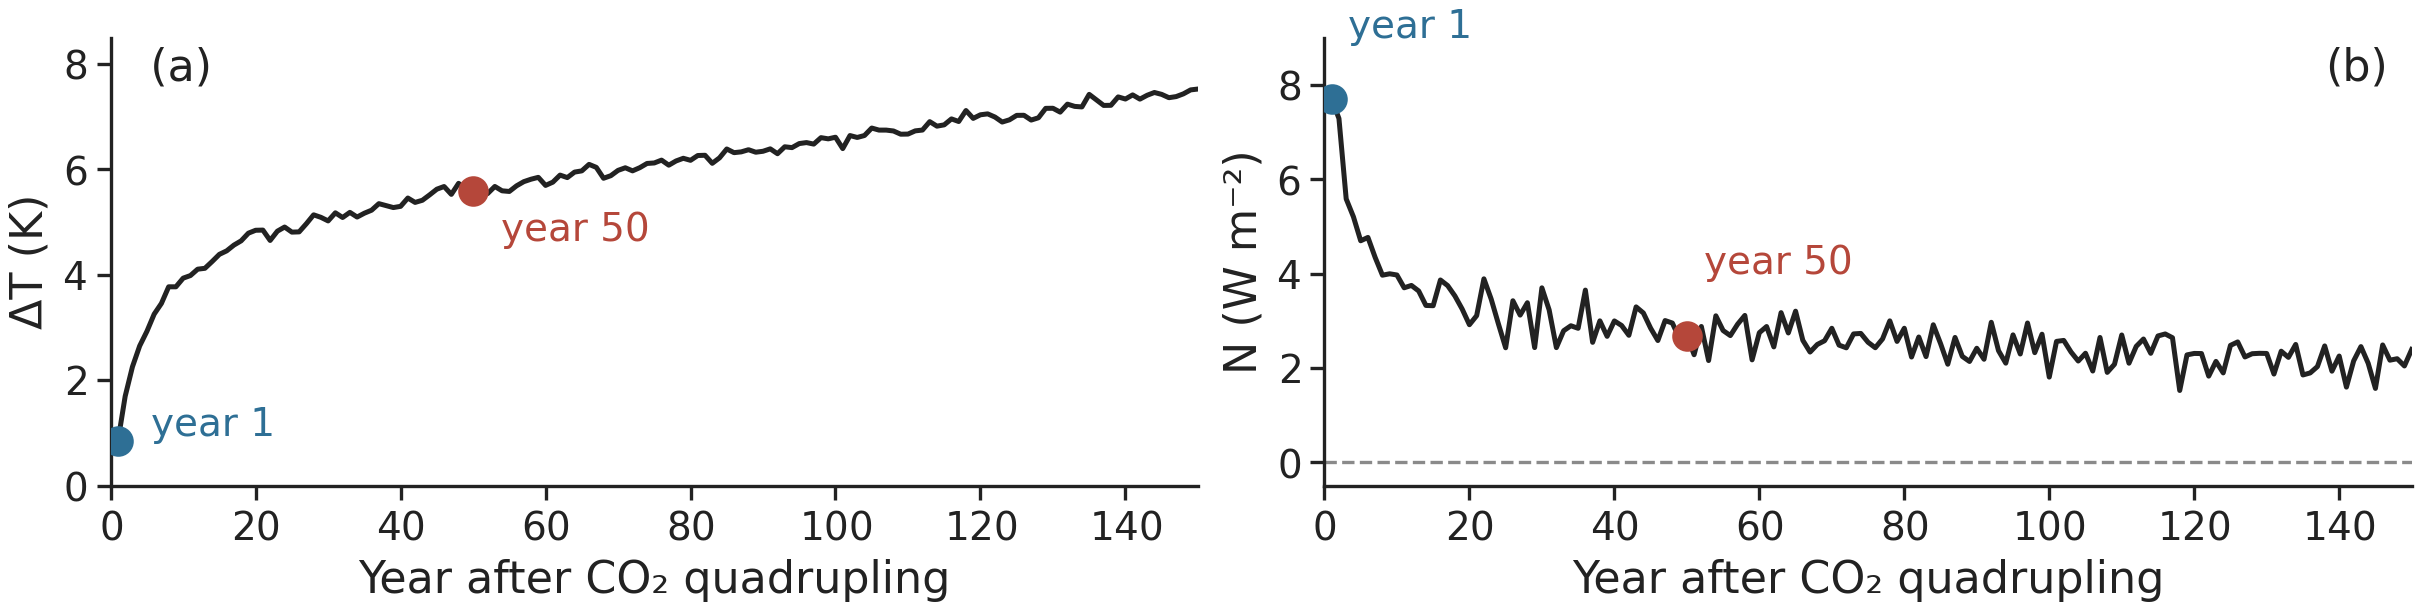 (a)
ΔT (K)
8
6
4
2
0
year 50
year 1
0 20 40 60 80 100 120 140
Year after CO₂ quadrupling
year 1
(b)
N (W m⁻²)
8
6
4
2
0
year 50
0 20 40 60 80 100 120 140
Year after CO₂ quadrupling